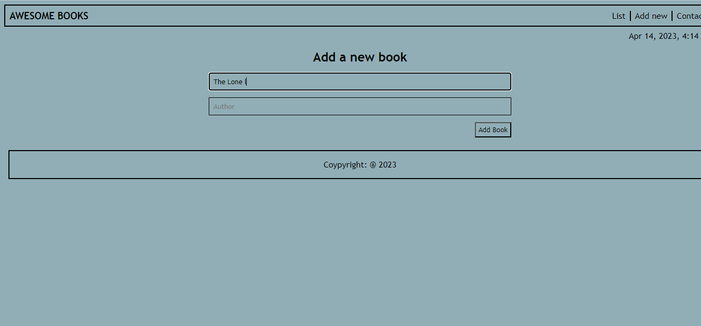 AWESOME BOOKS
List | Add new | Contac
Apr 14, 2023, 4:14
Add a new book
The Lone
Author
Add Book
Coypyright: @ 2023